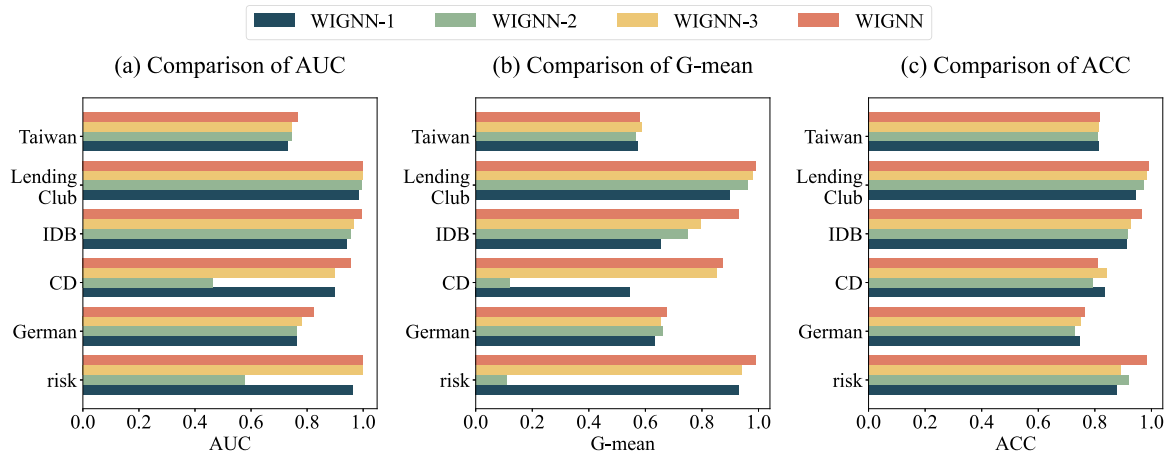 WIGNN-1 WIGNN-2 WIGNN-3 WIGNN
(a) Comparison of AUC
Taiwan
Lending
Club
IDB
CD
German
risk
0.0 0.2 0.4 0.6 0.8 1.0
AUC
(b) Comparison of G-mean
Taiwan
Lending
Club
IDB
CD
German
risk
0.0 0.2 0.4 0.6 0.8 1.0
G-mean
(c) Comparison of ACC
Taiwan
Lending
Club
IDB
CD
German
risk
0.0 0.2 0.4 0.6 0.8 1.0
ACC